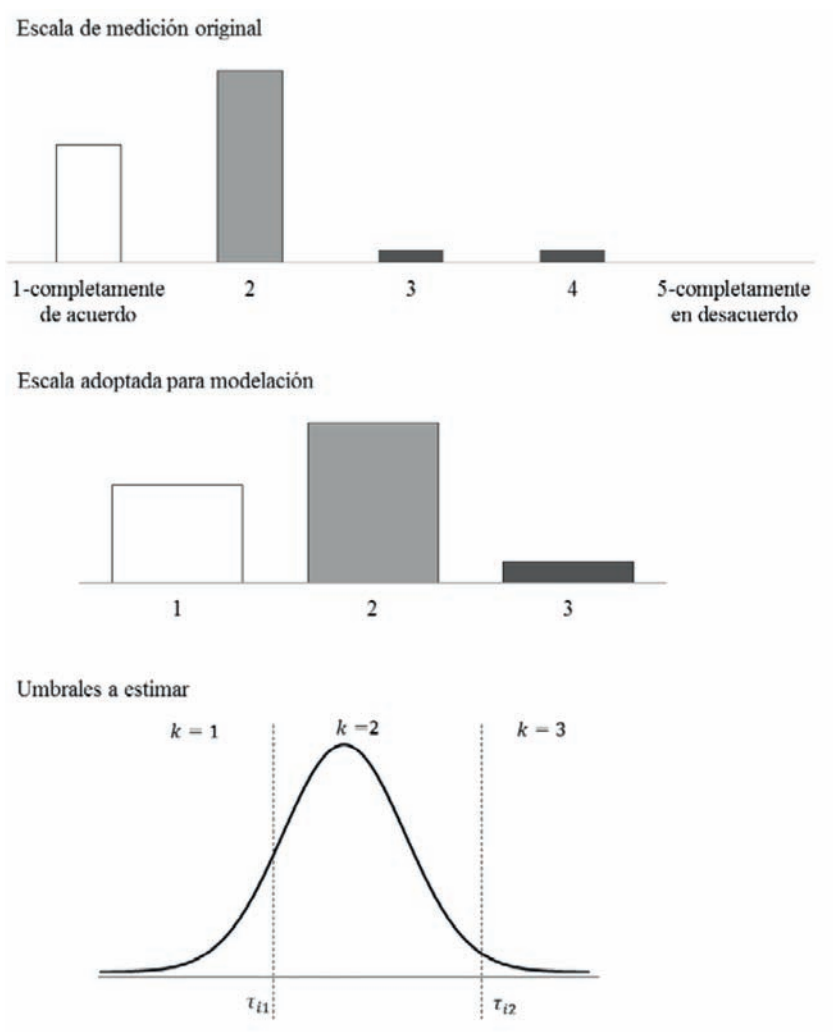 Escala de medición original
1-completamente 2 3 4 5-completamente
de acuerdo en desacuerdo
Escala adoptada para modelación
1 2 3
Umbrales a estimar
k = 1 k =2 k = 3
τi1 τi2